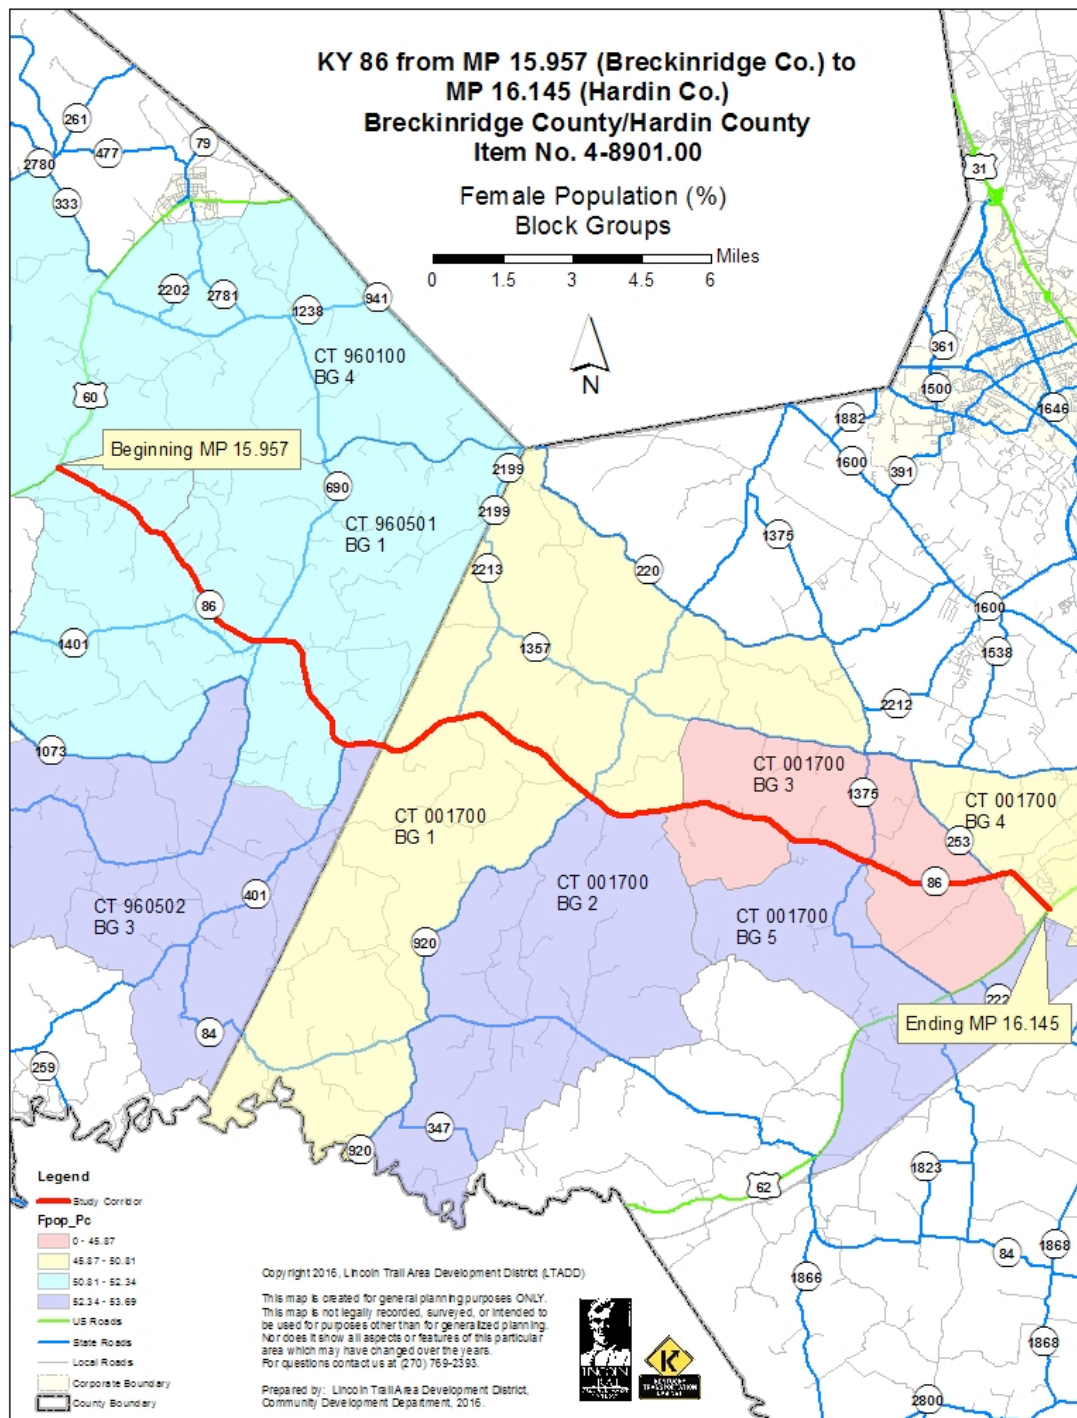 KY 86 from MP 15.957 (Breckinridge Co.) to
MP 16.145 (Hardin Co.)
Breckinridge County/Hardin County
Item No. 4-8901.00
Female Population (%)
Block Groups
0 1.5 3 4.5 6 Miles
N
261
79
477
2780
333
31
2202
2781
1238
941
CT 960100
BG 4
361
1500
1646
60
1882
Beginning MP 15.957
1600
391
2199
690
2199
CT 960501
BG 1
1375
2213
220
86
1600
1401
1357
1538
2212
1073
CT 001700
BG 3
1375
CT 001700
BG 4
CT 001700
BG 1
253
86
CT 001700
BG 2
401
CT 960502
BG 3
CT 001700
BG 5
920
222
Ending MP 16.145
84
259
347
920
62
1823
84
1868
1866
1868
2800
Legend
Study Corridor
Fpop_Pc
0 - 45.87
45.87 - 50.81
50.81 - 52.34
52.34 - 53.69
US Roads
State Roads
Local Roads
Corporate Boundary
County Boundary
Copyright 2016, Lincoln Trail Area Development District (LTADD)
This map is created for general planning purposes ONLY.
This map is not legally recorded, surveyed, or intended to
be used for purposes other than for generalized planning.
Nor does it show all aspects or features of this particular
area which may have changed over the years.
For questions contact us at (270) 769-2393.
Prepared by: Lincoln Trail Area Development District,
Community Development Department, 2016.
LINCOLN
TRAIL
KENTUCKY
TRANSPORTATION
CABINET